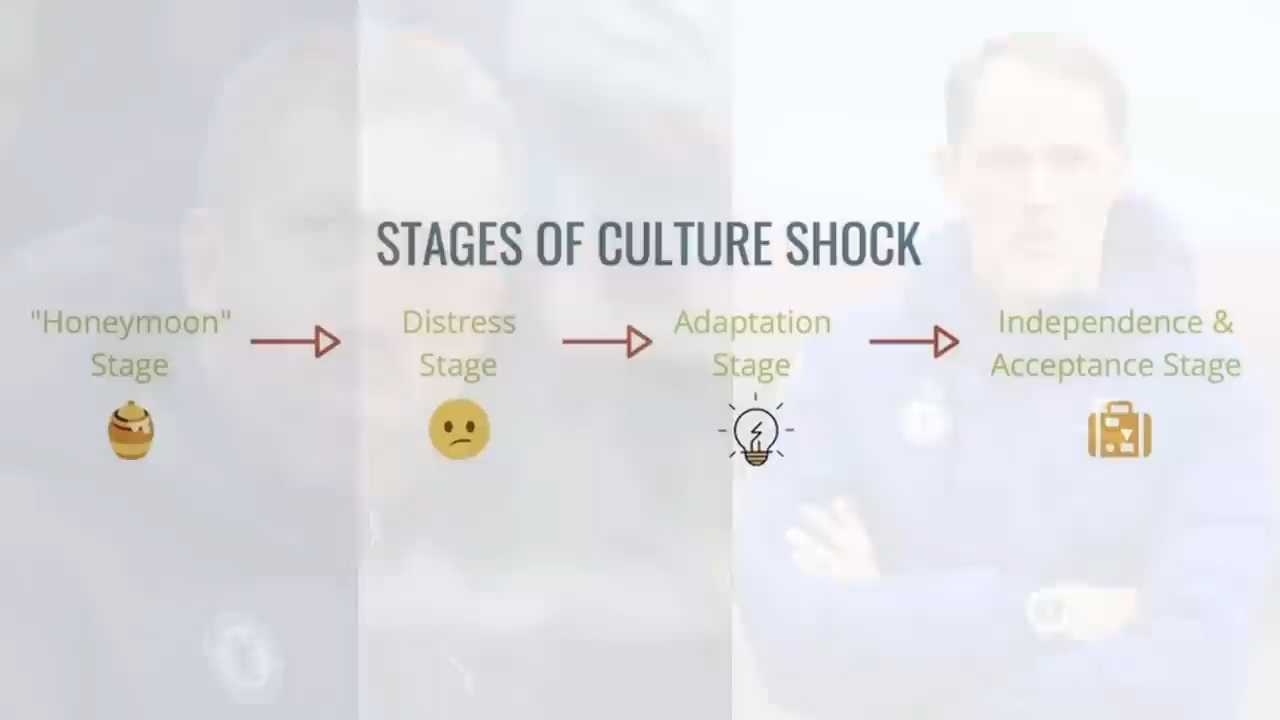 STAGES OF CULTURE SHOCK
"Honeymoon"
Stage
Distress
Stage
Adaptation
Stage
Independence &
Acceptance Stage